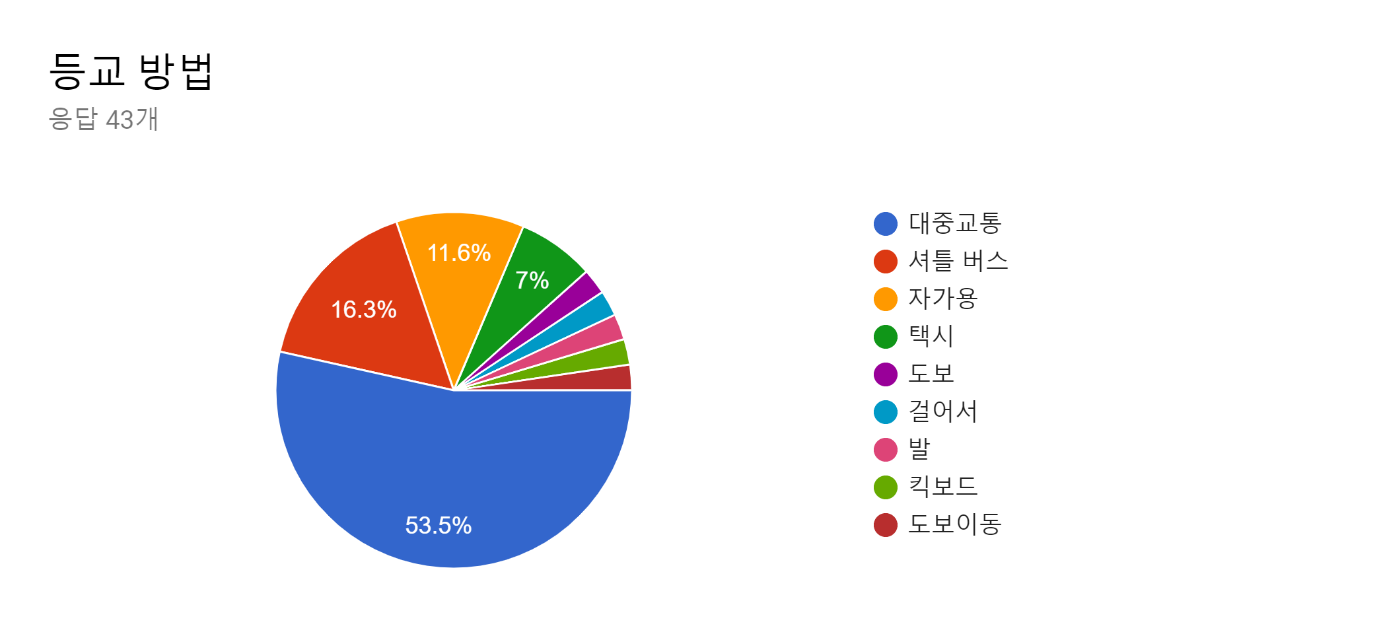 등교 방법
응답 43개
11.6%
7%
16.3%
53.5%
대중교통
셔틀 버스
자가용
택시
도보
걸어서
발
킥보드
도보이동